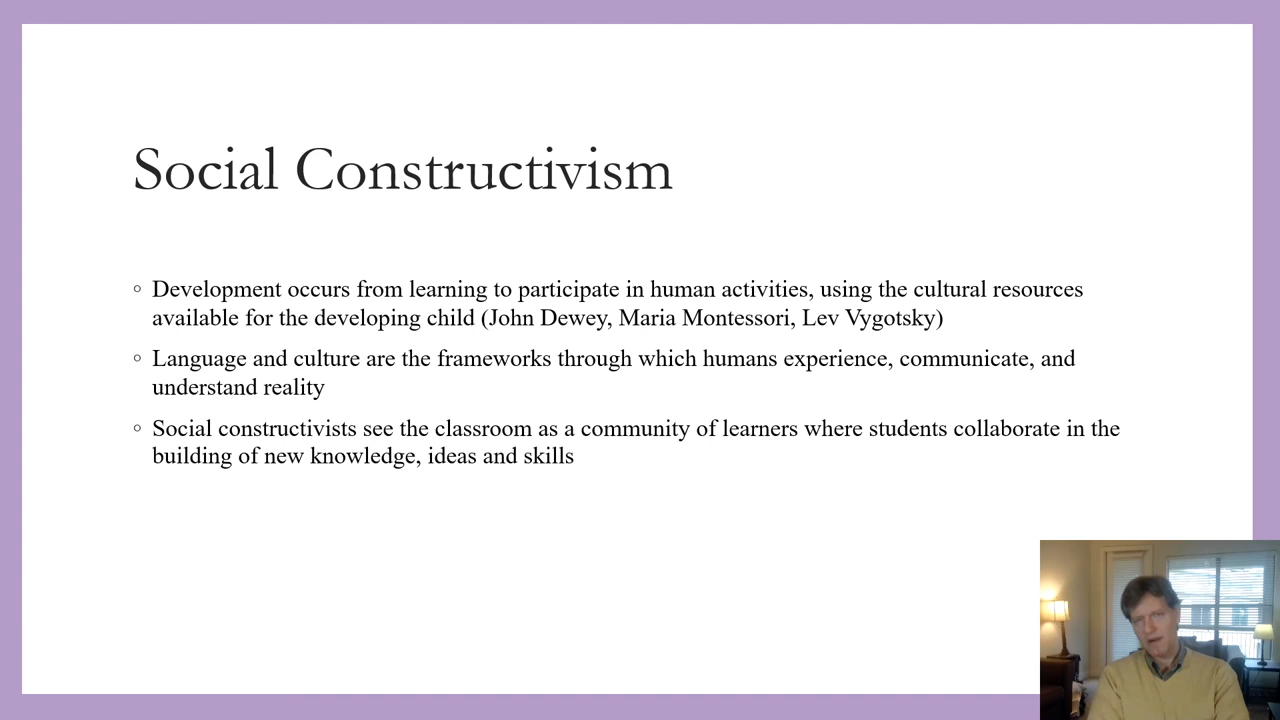 Social Constructivism
◦ Development occurs from learning to participate in human activities, using the cultural resources
available for the developing child (John Dewey, Maria Montessori, Lev Vygotsky)
◦ Language and culture are the frameworks through which humans experience, communicate, and
understand reality
◦ Social constructivists see the classroom as a community of learners where students collaborate in the
building of new knowledge, ideas and skills